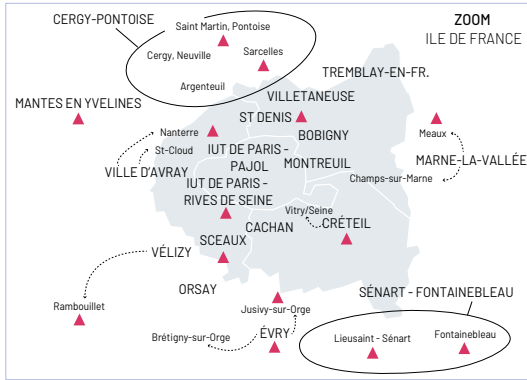 CERGY-PONTOISE
ZOOM
ILE DE FRANCE
Saint Martin, Pontoise
Cergy, Neuville
Sarcelles
Argenteuil
TREMBLAY-EN-FR.
MANTES EN YVELINES
VILLETANEUSE
ST DENIS
BOBIGNY
Nanterre
Meaux
St-Cloud
IUT DE PARIS -
PAJOL
MONTREUIL
MARNE-LA-VALLÉE
VILLE D'AVRAY
Champs-sur-Marne
IUT DE PARIS -
RIVES DE SEINE
Vitry/Seine
CACHAN
CRÉTEIL
SCEAUX
VÉLIZY
ORSAY
SÉNART - FONTAINEBLEAU
Rambouillet
Jusivy-sur-Orge
Brétigny-sur-Orge
ÉVRY
Lieusaint - Sénart
Fontainebleau